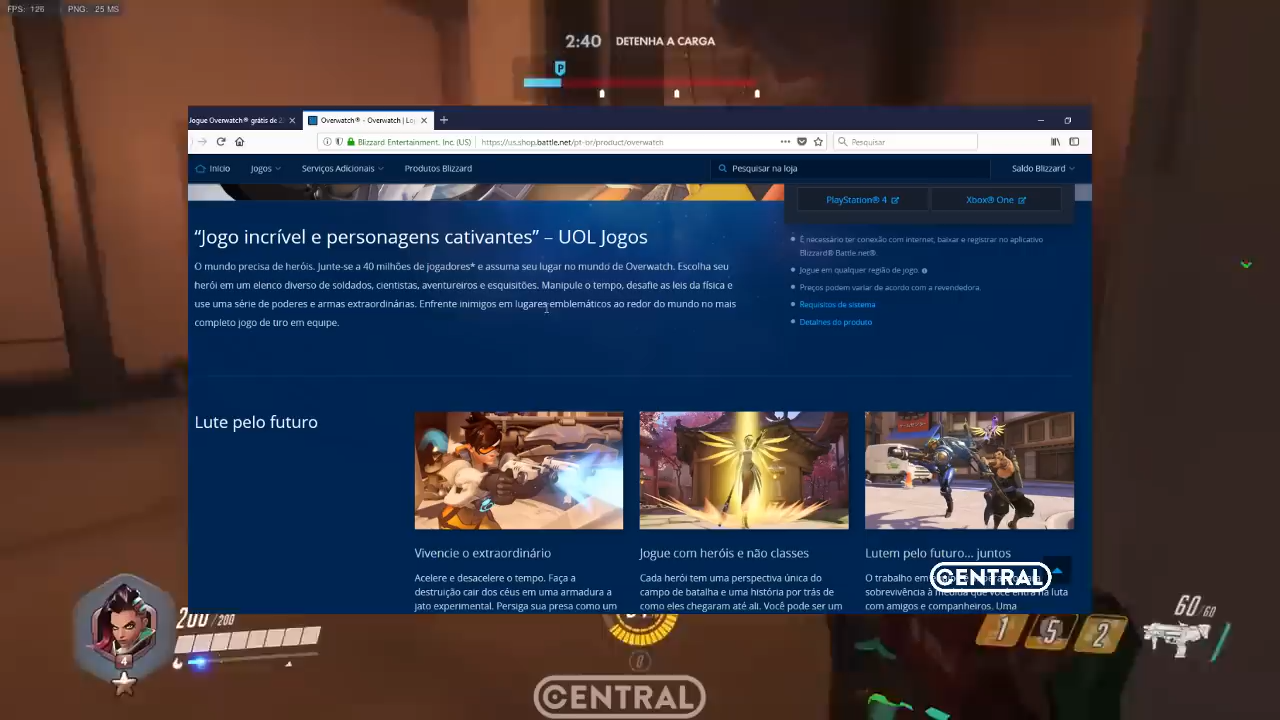 FPS: 126 PNG: 25 MS
2:40 DETENHA A CARGA
P
Jogue Overwatch® grátis de 2
Overwatch® - Overwatch | Lo
Blizzard Entertainment, Inc. (US)
https://us.shop.battle.net/pt-br/product/overwatch
Pesquisar
Início
Jogos
Serviços Adicionais
Produtos Blizzard
Pesquisar na loja
Saldo Blizzard
PlayStation® 4
Xbox® One
“Jogo incrível e personagens cativantes” – UOL Jogos
O mundo precisa de heróis. Junte-se a 40 milhões de jogadores* e assuma seu lugar no mundo de Overwatch. Escolha seu
herói em um elenco diverso de soldados, cientistas, aventureiros e esquisitões. Manipule o tempo, desafie as leis da física e
use uma série de poderes e armas extraordinárias. Enfrente inimigos em lugares emblemáticos ao redor do mundo no mais
completo jogo de tiro em equipe.
É necessário ter conexão com internet, baixar e registrar no aplicativo
Blizzard® Battle.net®.
Jogue em qualquer região de jogo.
Preços podem variar de acordo com a revendedora.
Requisitos de sistema
Detalhes do produto
Lute pelo futuro
Vivencie o extraordinário
Acelere e desacelere o tempo. Faça a
destruição cair dos céus em uma armadura a
jato experimental. Persiga sua presa como um
Jogue com heróis e não classes
Cada herói tem uma perspectiva única do
campo de batalha e uma história por trás de
como eles chegaram até ali. Você pode ser um
Lutem pelo futuro... juntos
O trabalho em
sobrevivência à medida que você entra na luta
com amigos e companheiros. Uma
CENTRAL
200/200
4
0
1 5 2
60/60
CENTRAL